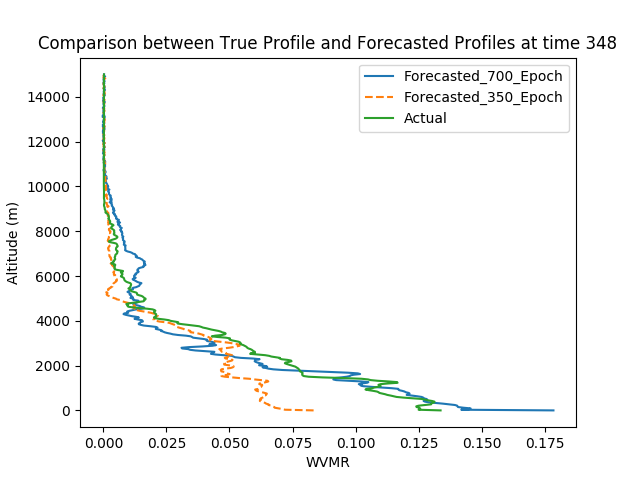 Comparison between True Profile and Forecasted Profiles at time 348
Forecasted_700_Epoch
Forecasted_350_Epoch
Actual
14000
12000
10000
8000
6000
4000
2000
0
Altitude (m)
0.000 0.025 0.050 0.075 0.100 0.125 0.150 0.175
WVMR